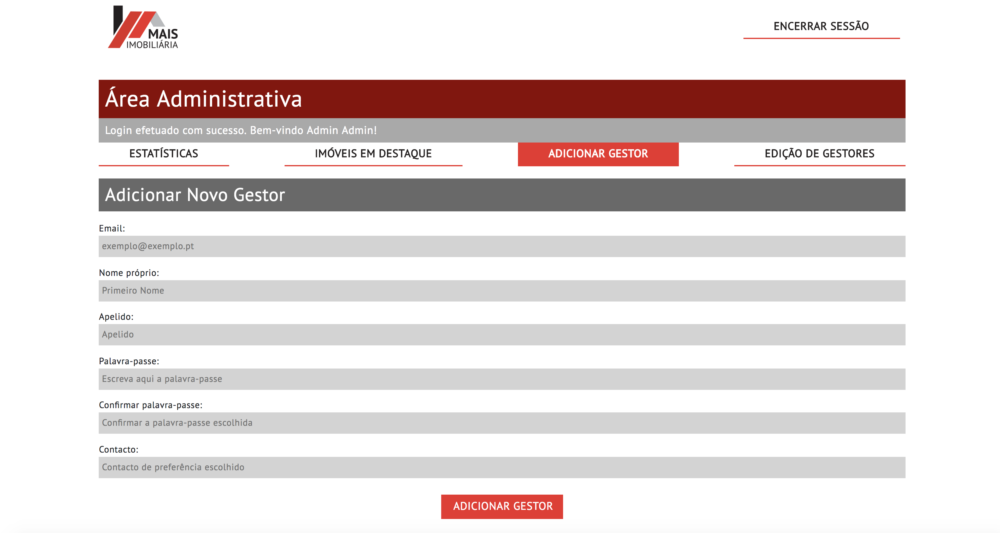 MAIS
IMOBILIÁRIA
ENCERRAR SESSÃO
Área Administrativa
Login efetuado com sucesso. Bem-vindo Admin Admin!
ESTATÍSTICAS
IMÓVEIS EM DESTAQUE
ADICIONAR GESTOR
EDIÇÃO DE GESTORES
Adicionar Novo Gestor
Email:
exemplo@exemplo.pt
Nome próprio:
Primeiro Nome
Apelido:
Apelido
Palavra-passe:
Escreva aqui a palavra-passe
Confirmar palavra-passe:
Confirmar a palavra-passe escolhida
Contacto:
Contacto de preferência escolhido
ADICIONAR GESTOR